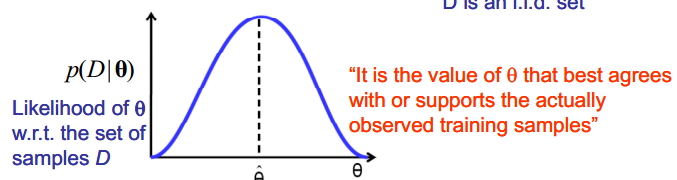 D is an i.i.d. set
p(D|θ)
Likelihood of θ
w.r.t. the set of
samples D
"It is the value of θ that best agrees
with or supports the actually
observed training samples"
θ̂
θ